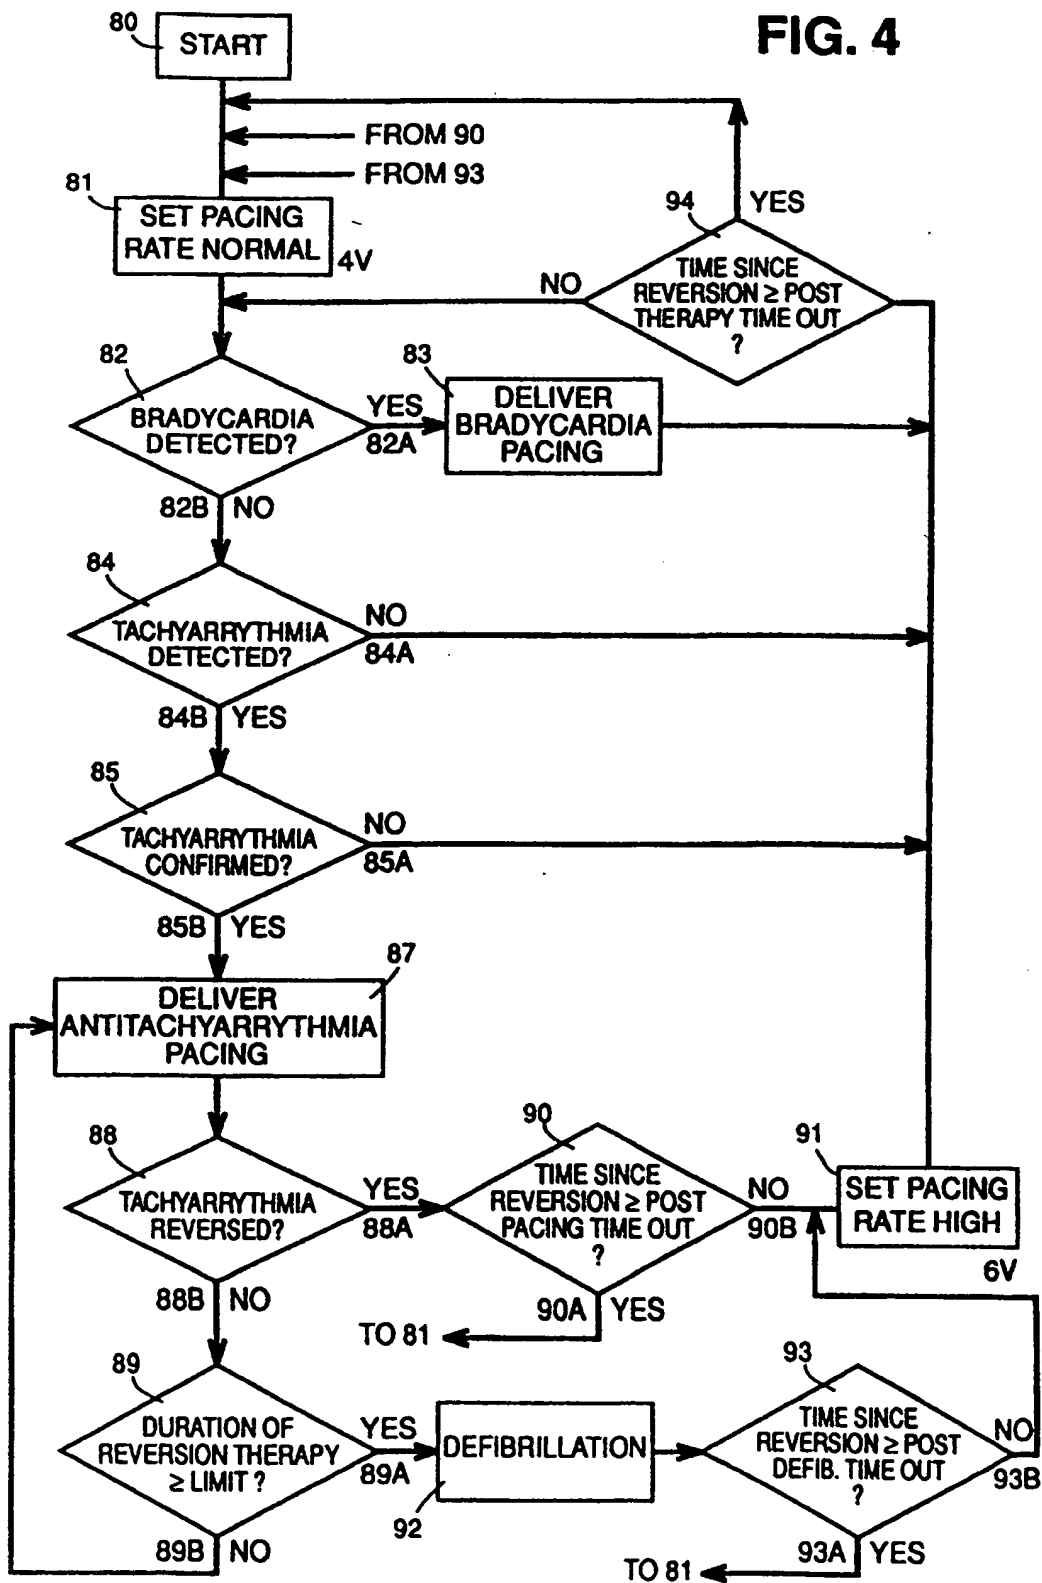 FIG. 4
80
START
FROM 90
FROM 93
81
SET PACING
RATE NORMAL
4V
94
YES
TIME SINCE
REVERSION ≥ POST
THERAPY TIME OUT
?
NO
82
BRADYCARDIA
DETECTED?
YES
82A
83
DELIVER
BRADYCARDIA
PACING
82B NO
84
TACHYARRYTHMIA
DETECTED?
NO
84A
84B YES
85
TACHYARRYTHMIA
CONFIRMED?
NO
85A
85B YES
87
DELIVER
ANTITACHYARRYTHMIA
PACING
88
TACHYARRYTHMIA
REVERSED?
YES
88A
90
TIME SINCE
REVERSION ≥ POST
PACING TIME OUT
?
NO
90B
91
SET PACING
RATE HIGH
6V
88B NO
90A YES
TO 81
89
DURATION OF
REVERSION THERAPY
≥ LIMIT ?
YES
89A
DEFIBRILLATION
92
93
TIME SINCE
REVERSION ≥ POST
DEFIB. TIME OUT
?
NO
93B
89B NO
93A YES
TO 81